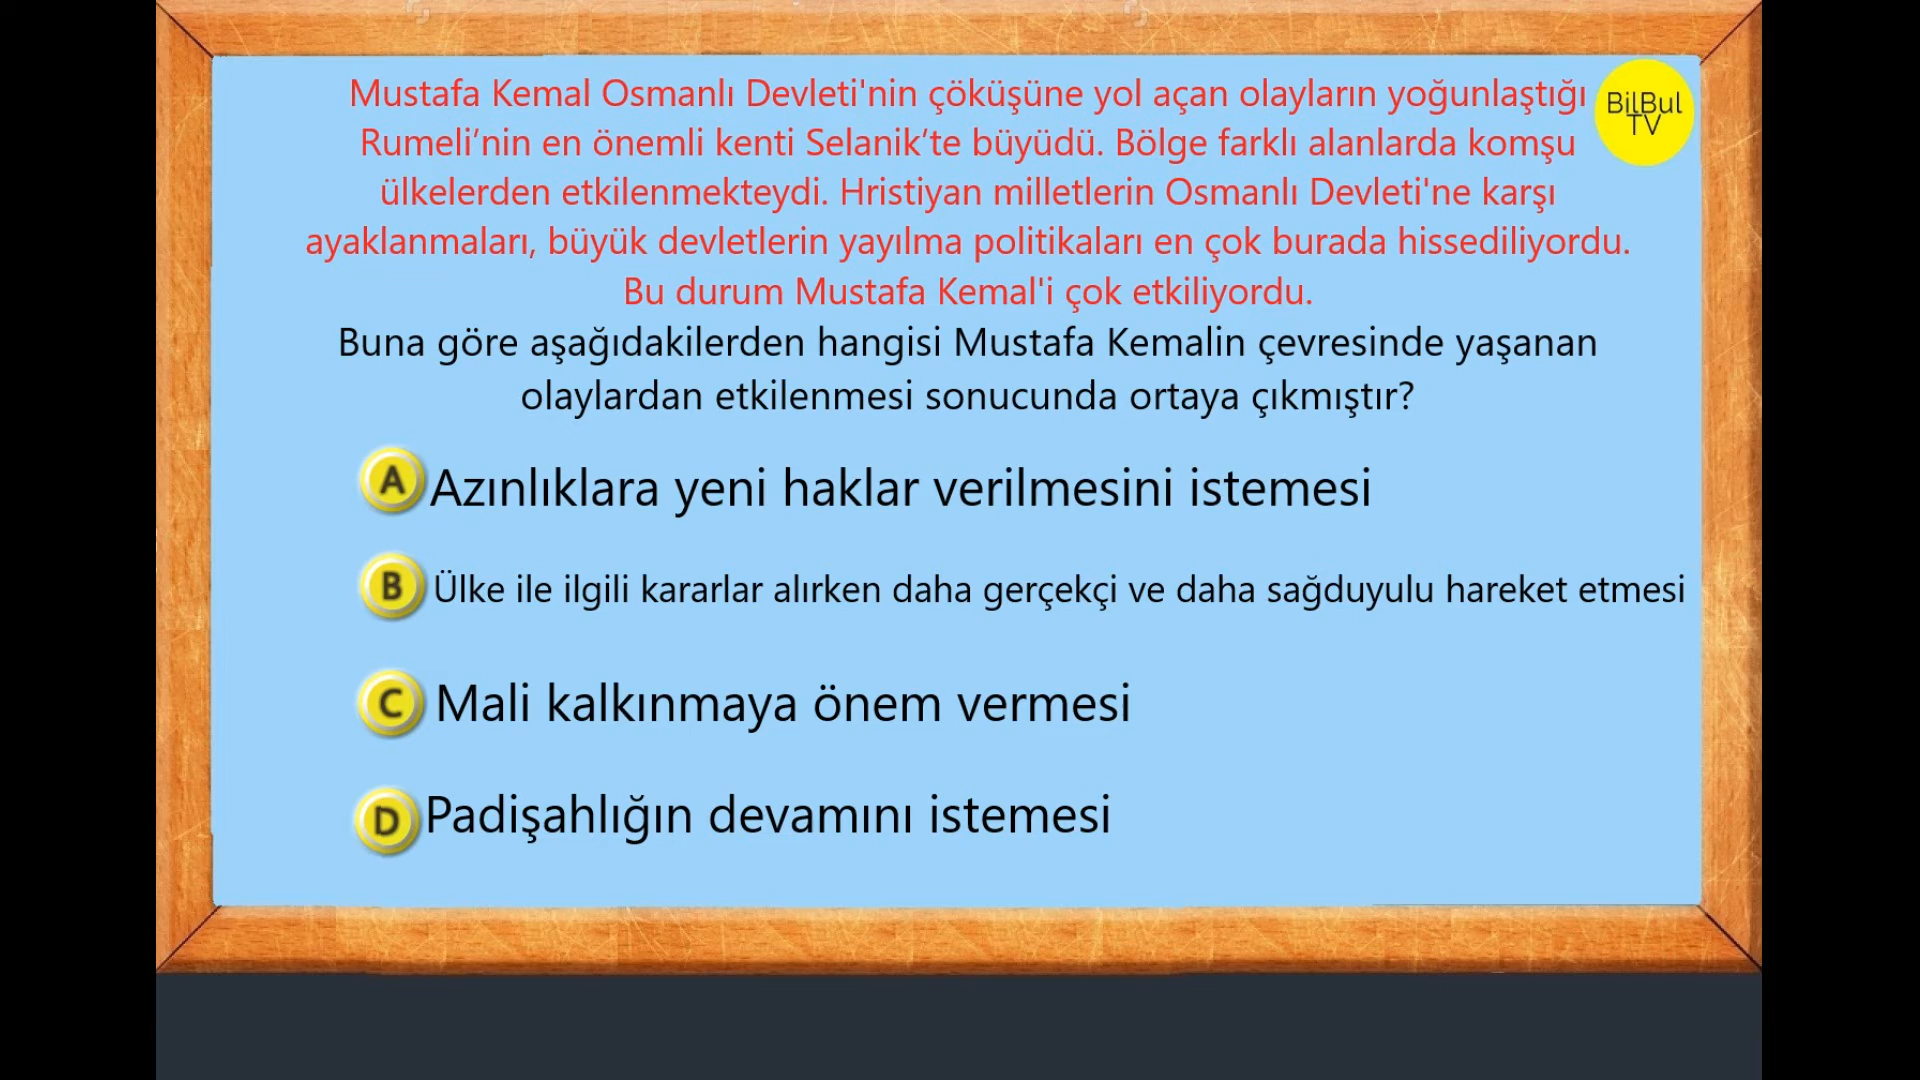 Mustafa Kemal Osmanlı Devleti'nin çöküşüne yol açan olayların yoğunlaştığı
Rumeli’nin en önemli kenti Selanik’te büyüdü. Bölge farklı alanlarda komşu
ülkelerden etkilenmekteydi. Hristiyan milletlerin Osmanlı Devleti'ne karşı
ayaklanmaları, büyük devletlerin yayılma politikaları en çok burada hissediliyordu.
Bu durum Mustafa Kemal'i çok etkiliyordu.
BilBul
TV
Buna göre aşağıdakilerden hangisi Mustafa Kemalin çevresinde yaşanan
olaylardan etkilenmesi sonucunda ortaya çıkmıştır?
A Azınlıklara yeni haklar verilmesini istemesi
B Ülke ile ilgili kararlar alırken daha gerçekçi ve daha sağduyulu hareket etmesi
C Mali kalkınmaya önem vermesi
D Padişahlığın devamını istemesi